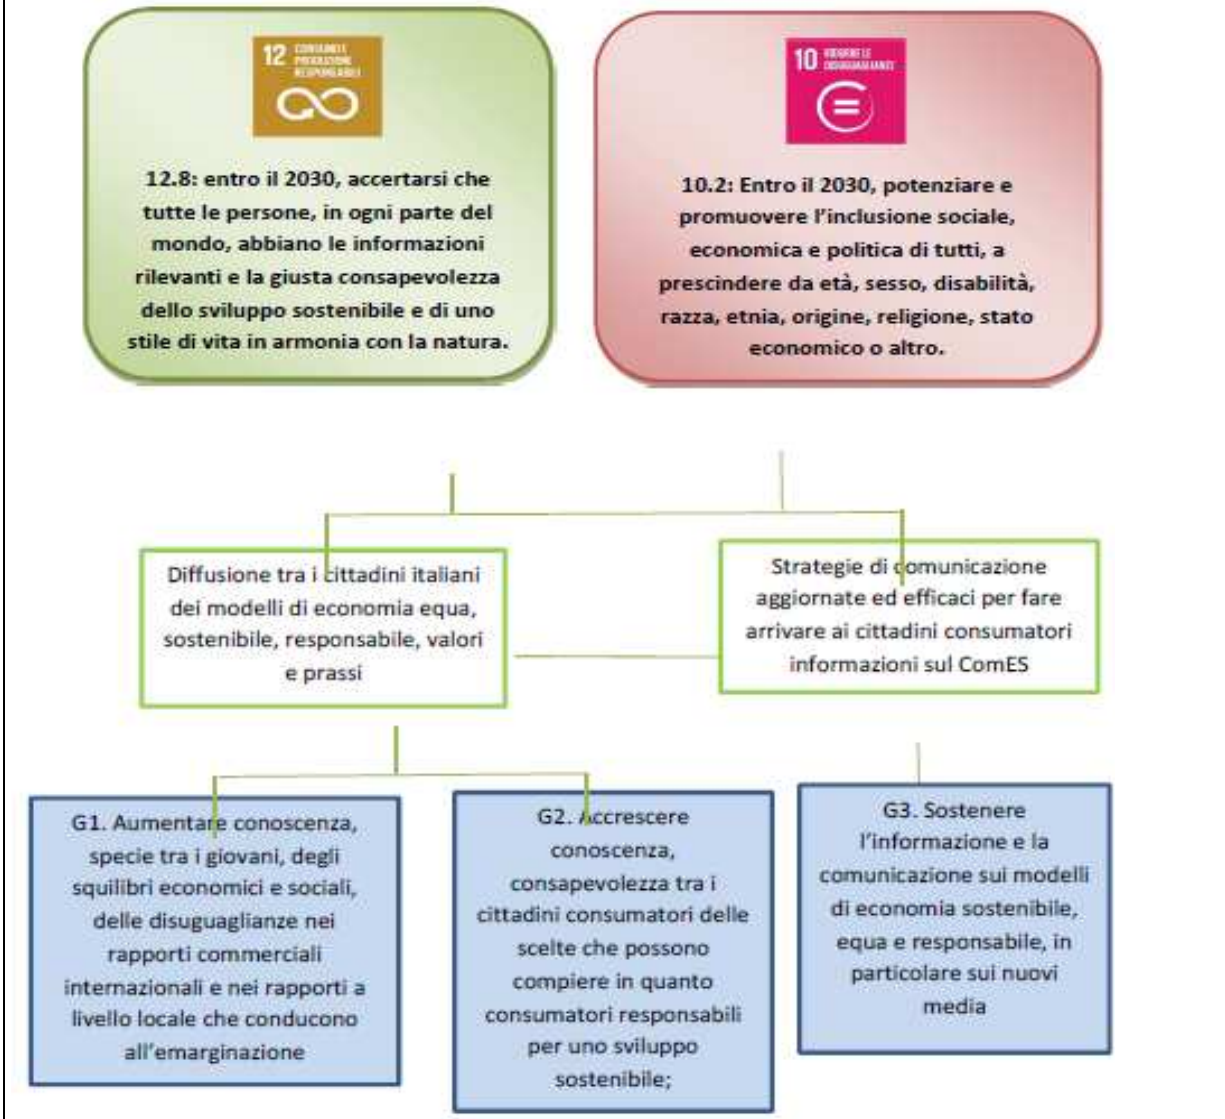 12 CONSUMO E
PRODUZIONE
RESPONSABILI
12.8: entro il 2030, accertarsi che
tutte le persone, in ogni parte del
mondo, abbiano le informazioni
rilevanti e la giusta consapevolezza
dello sviluppo sostenibile e di uno
stile di vita in armonia con la natura.
10 RIDURRE LE
DISUGUAGLIANZE
10.2: Entro il 2030, potenziare e
promuovere l'inclusione sociale,
economica e politica di tutti, a
prescindere da età, sesso, disabilità,
razza, etnia, origine, religione, stato
economico o altro.
Diffusione tra i cittadini italiani
dei modelli di economia equa,
sostenibile, responsabile, valori
e prassi
Strategie di comunicazione
aggiornate ed efficaci per fare
arrivare ai cittadini consumatori
informazioni sul ComES
G1. Aumentare conoscenza,
specie tra i giovani, degli
squilibri economici e sociali,
delle disuguaglianze nei
rapporti commerciali
internazionali e nei rapporti a
livello locale che conducono
all'emarginazione
G2. Accrescere
conoscenza,
consapevolezza tra i
cittadini consumatori delle
scelte che possono
compiere in quanto
consumatori responsabili
per uno sviluppo
sostenibile;
G3. Sostenere
l'informazione e la
comunicazione sui modelli
di economia sostenibile,
equa e responsabile, in
particolare sui nuovi
media